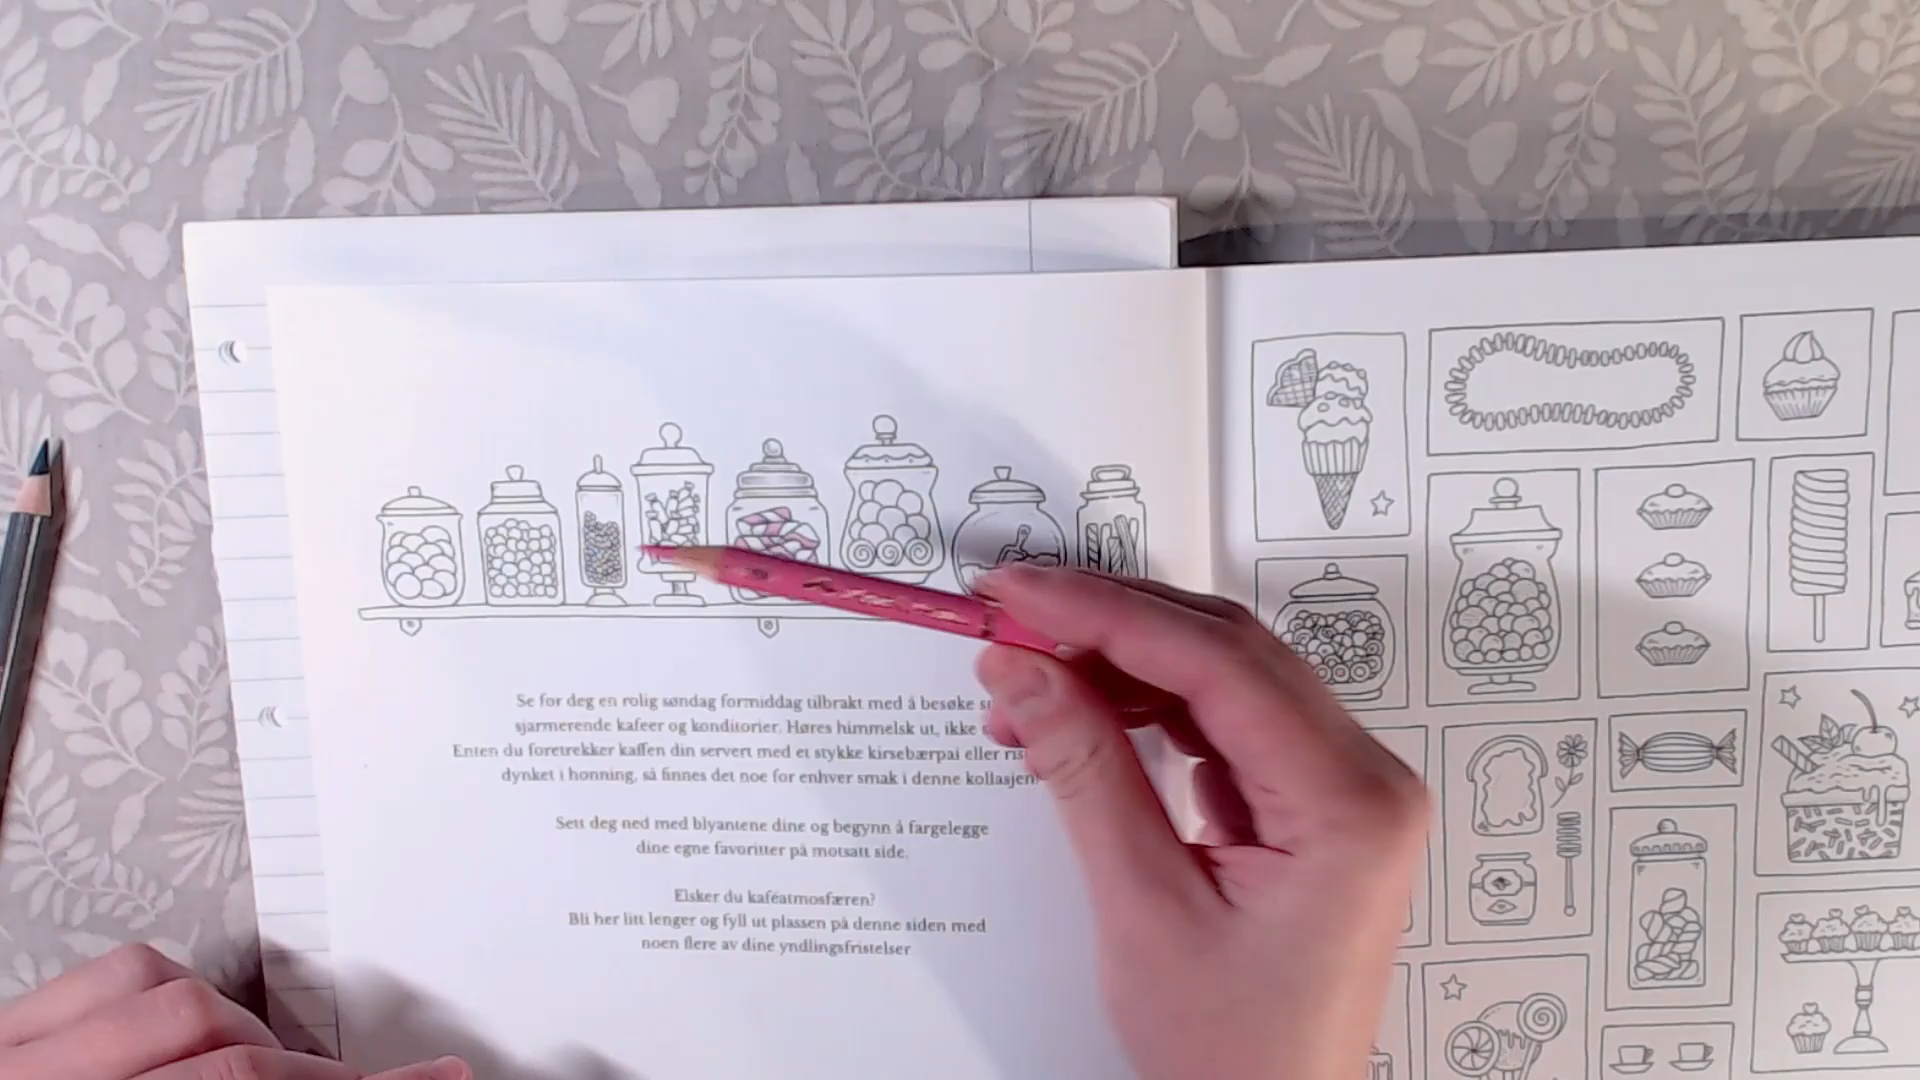 Se for deg en rolig søndag formiddag tilbrakt med å besøke
sjarmerende kafeer og konditorier. Høres himmelsk ut, ikke
Enten du foretrekker kaffen din servert med et stykke kirsebærpai eller
dynket i honning, så finnes det noe for enhver smak i denne kollasjen
Sett deg ned med blyantene dine og begynn å fargelegge
dine egne favoritter på motsatt side.
Elsker du kaféatmosfæren?
Bli her litt lenger og fyll ut plassen på denne siden med
noen flere av dine yndlingsfristelser